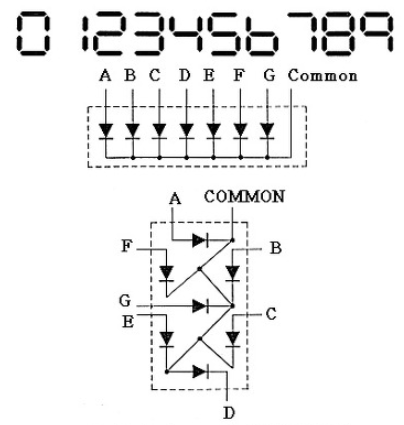 0 123456789
A B C D E F G Common
A COMMON
F B
G
E C
D